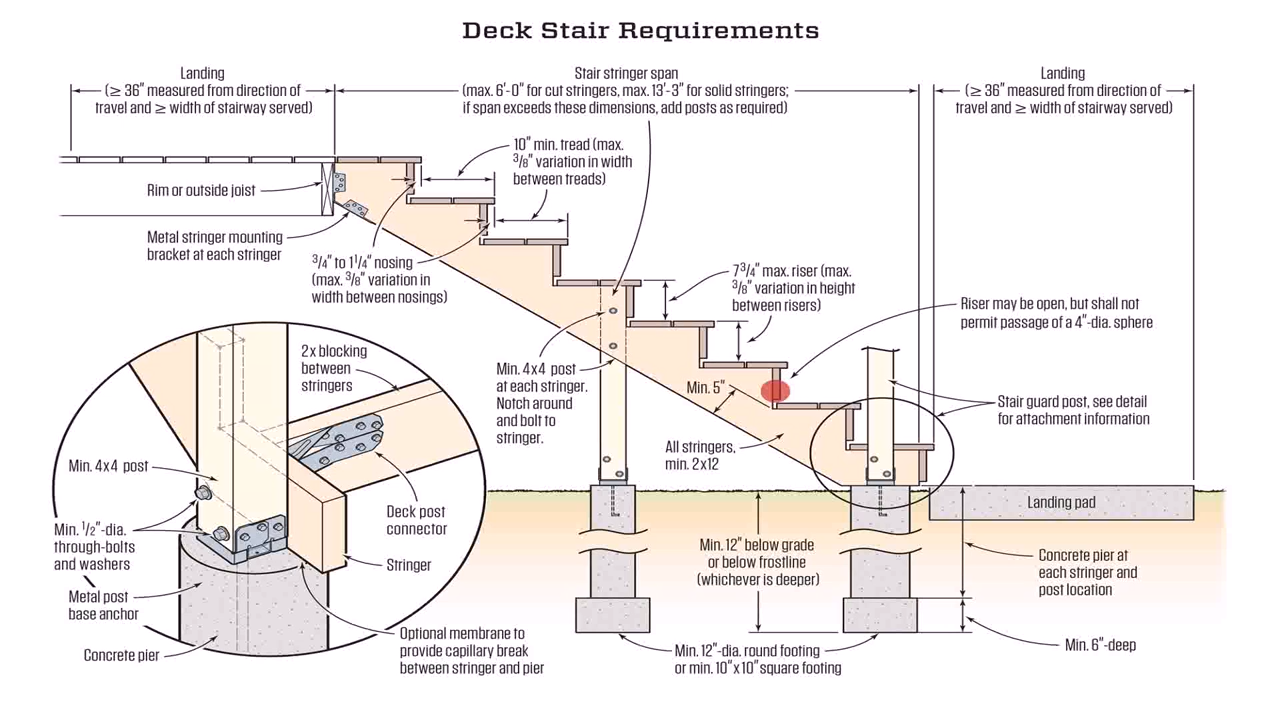 Deck Stair Requirements
Landing
(≥ 36" measured from direction of
travel and ≥ width of stairway served)
Stair stringer span
(max. 6'-0" for cut stringers, max. 13'-3" for solid stringers;
if span exceeds these dimensions, add posts as required)
Landing
(≥ 36" measured from direction of
travel and ≥ width of stairway served)
10" min. tread (max.
3/8" variation in width
between treads)
Rim or outside joist
Metal stringer mounting
bracket at each stringer
3/4" to 1 1/4" nosing
(max. 3/8" variation in
width between nosings)
7 3/4" max. riser (max.
3/8" variation in height
between risers)
Riser may be open, but shall not
permit passage of a 4"-dia. sphere
2x blocking
between
stringers
Min. 4x4 post
at each stringer.
Notch around
and bolt to
stringer.
Min. 5"
Stair guard post, see detail
for attachment information
All stringers,
min. 2x12
Min. 4x4 post
Deck post
connector
Min. 1/2"-dia.
through-bolts
and washers
Stringer
Metal post
base anchor
Concrete pier
Optional membrane to
provide capillary break
between stringer and pier
Landing pad
Min. 12" below grade
or below frostline
(whichever is deeper)
Concrete pier at
each stringer and
post location
Min. 12"-dia. round footing
or min. 10"x10" square footing
Min. 6"-deep